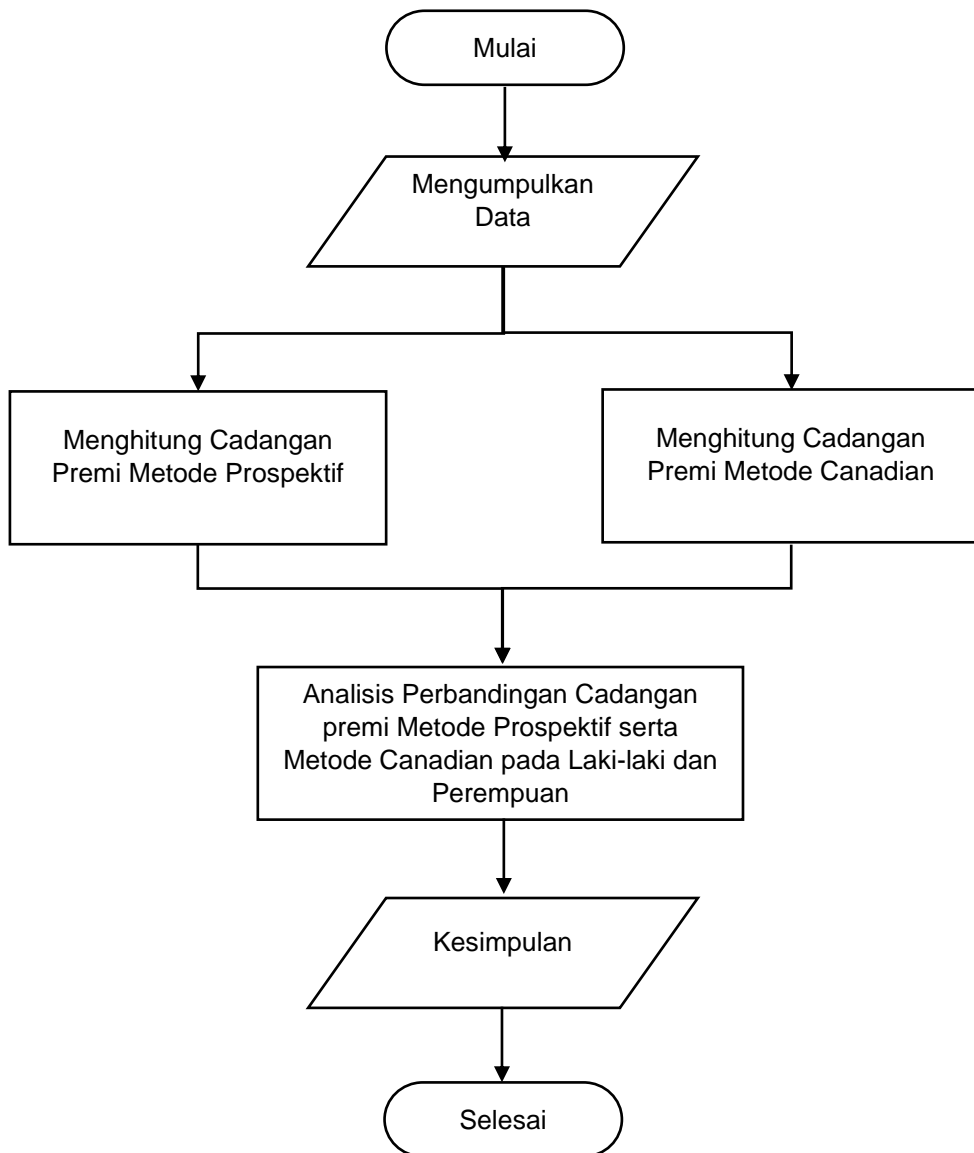 Mulai
Mengumpulkan
Data
Menghitung Cadangan
Premi Metode Prospektif
Menghitung Cadangan
Premi Metode Canadian
Analisis Perbandingan Cadangan
premi Metode Prospektif serta
Metode Canadian pada Laki-laki dan
Perempuan
Kesimpulan
Selesai